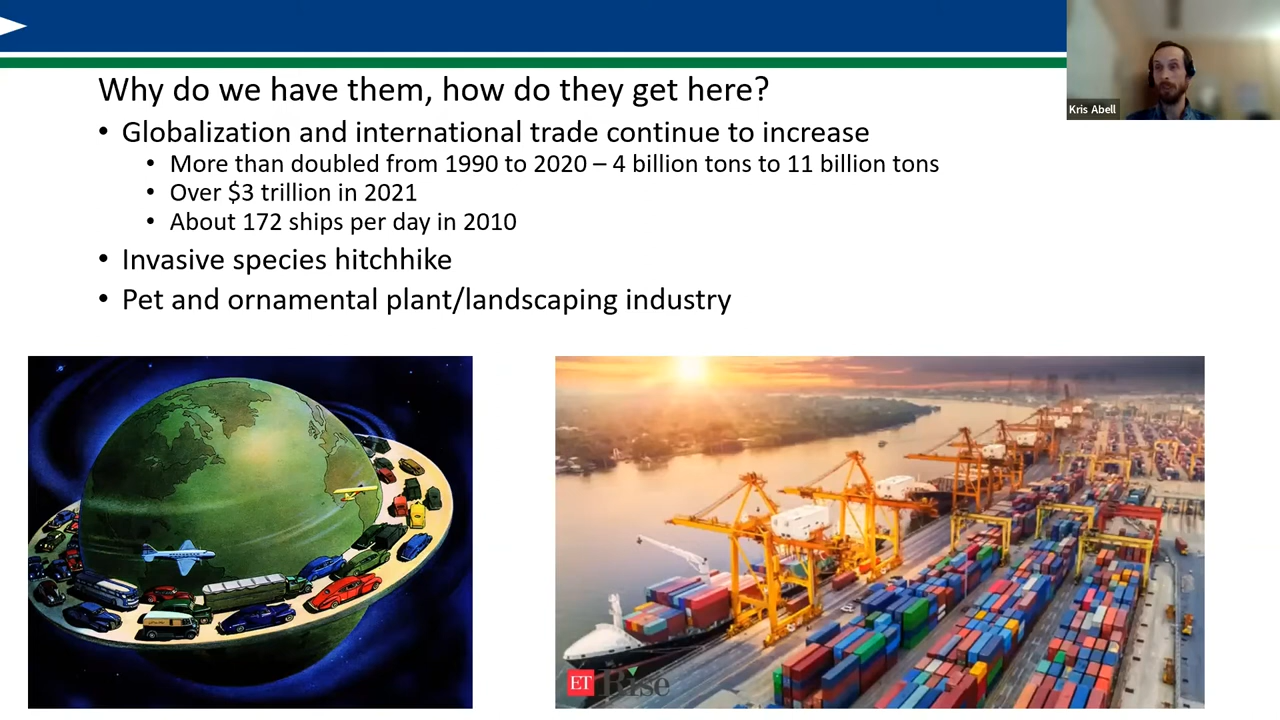 Why do we have them, how do they get here?
• Globalization and international trade continue to increase
• More than doubled from 1990 to 2020 – 4 billion tons to 11 billion tons
• Over $3 trillion in 2021
• About 172 ships per day in 2010
• Invasive species hitchhike
• Pet and ornamental plant/landscaping industry
Kris Abell
ET Rise